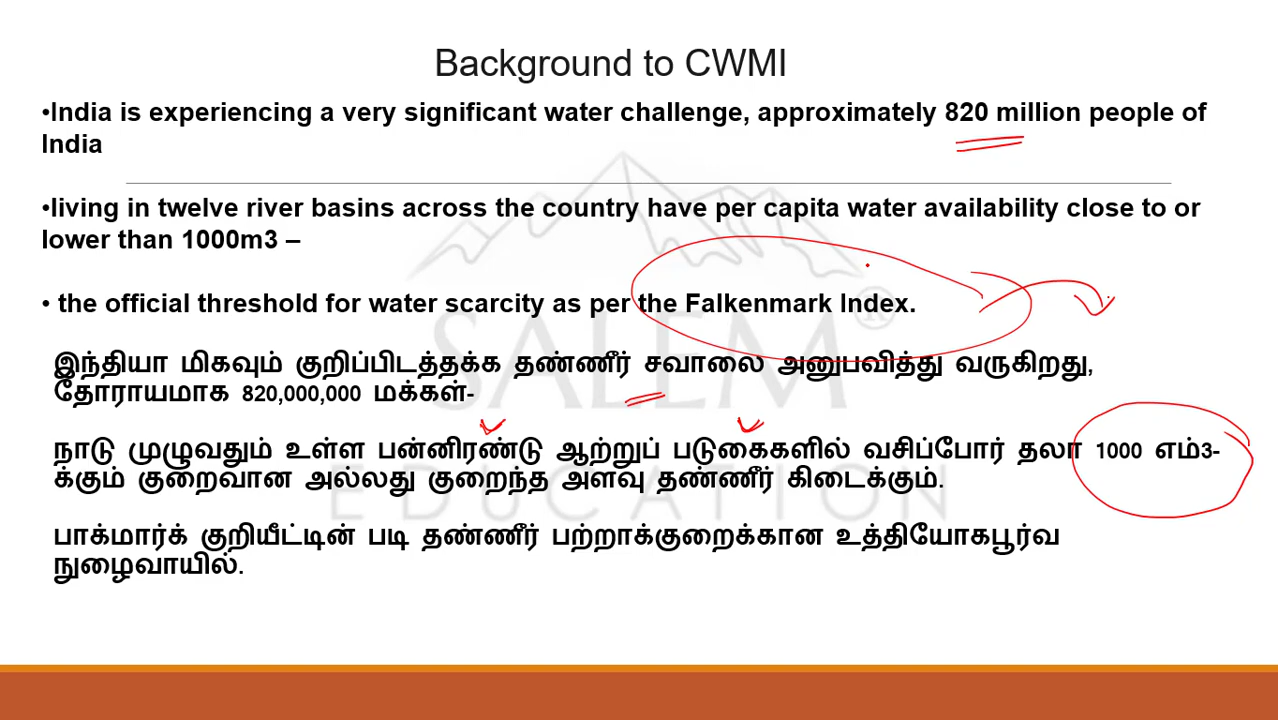 Background to CWMI
•India is experiencing a very significant water challenge, approximately 820 million people of
India
•living in twelve river basins across the country have per capita water availability close to or
lower than 1000m3 –
• the official threshold for water scarcity as per the Falkenmark Index.
இந்தியா மிகவும் குறிப்பிடத்தக்க தண்ணீர் சவாலை அனுபவித்து வருகிறது,
தோராயமாக 820,000,000 மக்கள்-
நாடு முழுவதும் உள்ள பன்னிரண்டு ஆற்றுப் படுகைகளில் வசிப்போர் தலா 1000 எம்3-
க்கும் குறைவான அல்லது குறைந்த அளவு தண்ணீர் கிடைக்கும்.
பாக்மார்க் குறியீட்டின் படி தண்ணீர் பற்றாக்குறைக்கான உத்தியோகபூர்வ
நுழைவாயில்.
SALEM ®
EDUCATION